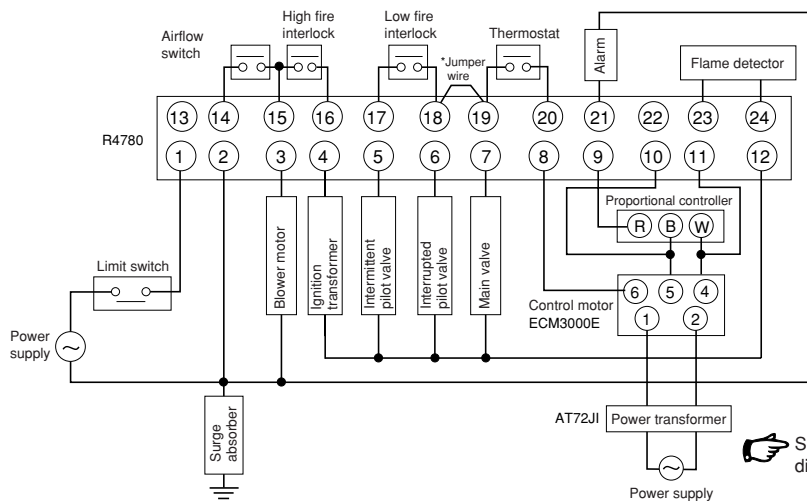 High fire
interlock
Low fire
interlock
Airflow
switch
Thermostat
*Jumper
wire
Alarm
Flame detector
13 14 15 16 17 18 19 20 21 22 23 24
R4780
1 2 3 4 5 6 7 8 9 10 11 12
Proportional controller
R B W
Limit switch
Blower motor
Ignition
transformer
Intermittent
pilot valve
Interrupted
pilot valve
Main valve
6 5 4
Control motor
ECM3000E
1 2
Power
supply
~
Surge
absorber
AT72JI
Power transformer
~
Power supply
S
di